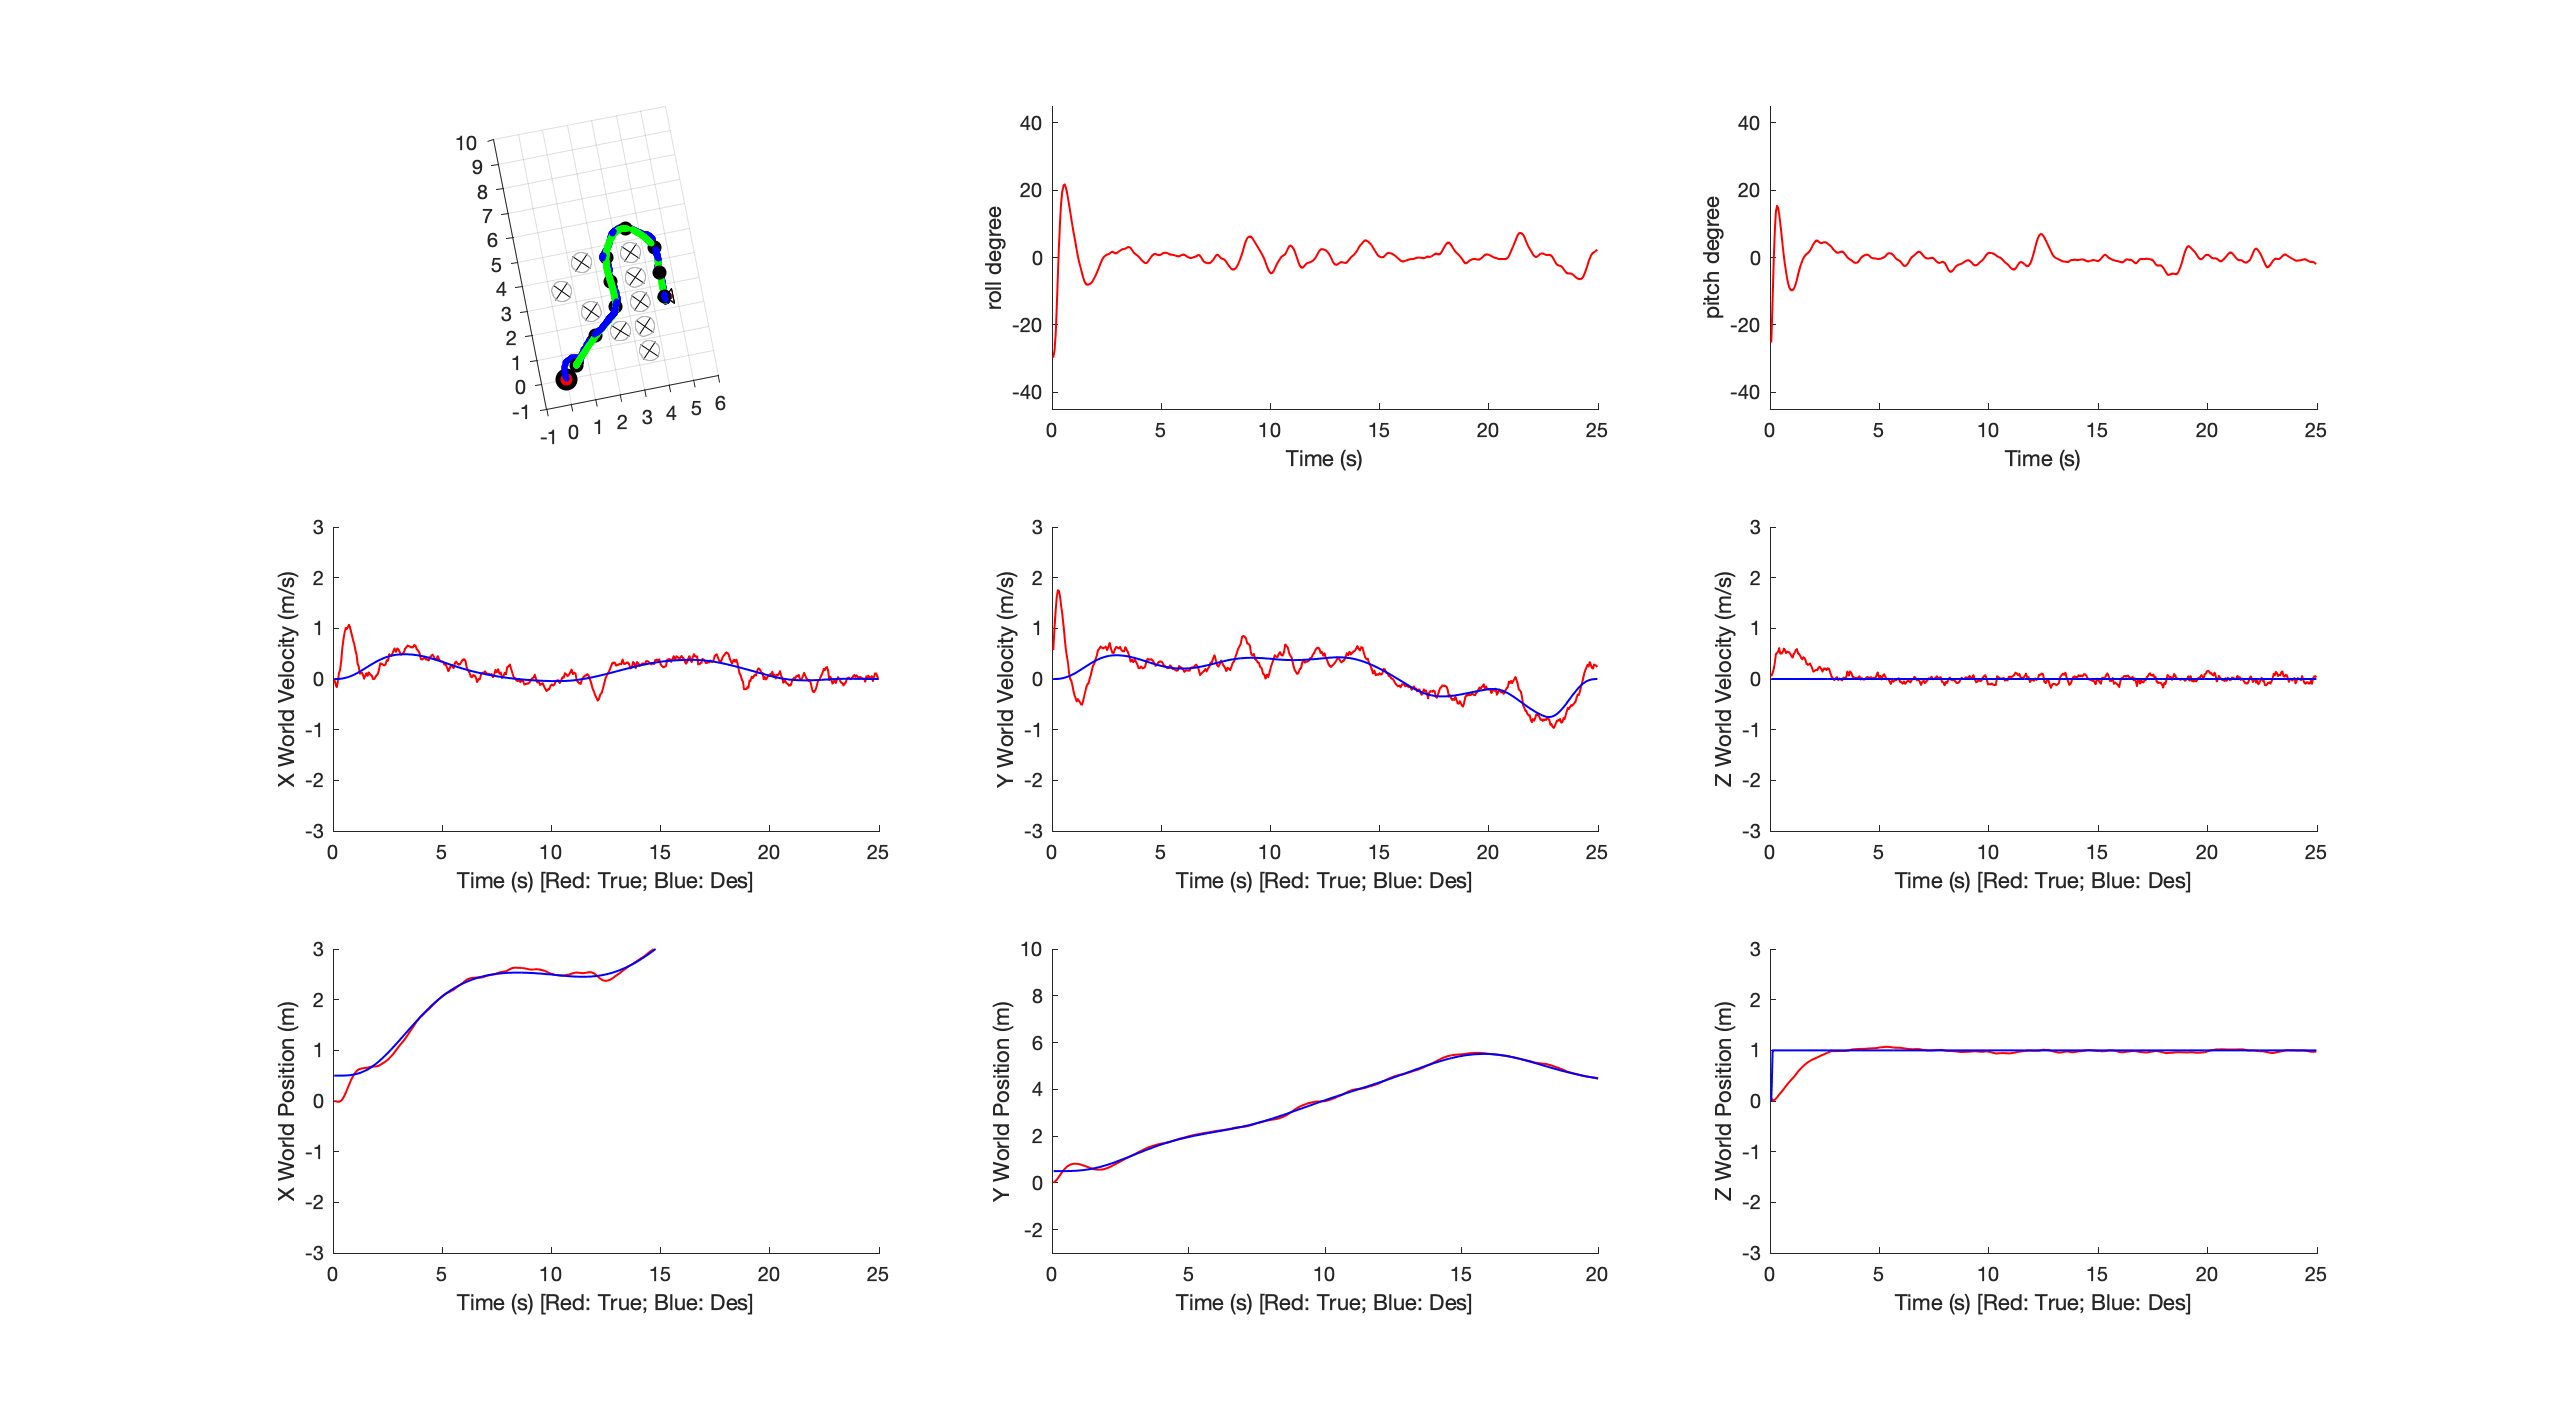 10
9
8
7
6
5
4
3
2
1
0
-1
-1 0 1 2 3 4 5 6
roll degree
40
20
0
-20
-40
0 5 10 15 20 25
Time (s)
pitch degree
40
20
0
-20
-40
0 5 10 15 20 25
Time (s)
X World Velocity (m/s)
3
2
1
0
-1
-2
-3
0 5 10 15 20 25
Time (s) [Red: True; Blue: Des]
Y World Velocity (m/s)
3
2
1
0
-1
-2
-3
0 5 10 15 20 25
Time (s) [Red: True; Blue: Des]
Z World Velocity (m/s)
3
2
1
0
-1
-2
-3
0 5 10 15 20 25
Time (s) [Red: True; Blue: Des]
X World Position (m)
3
2
1
0
-1
-2
-3
0 5 10 15 20 25
Time (s) [Red: True; Blue: Des]
Y World Position (m)
10
8
6
4
2
0
-2
0 5 10 15 20
Time (s) [Red: True; Blue: Des]
Z World Position (m)
3
2
1
0
-1
-2
-3
0 5 10 15 20 25
Time (s) [Red: True; Blue: Des]